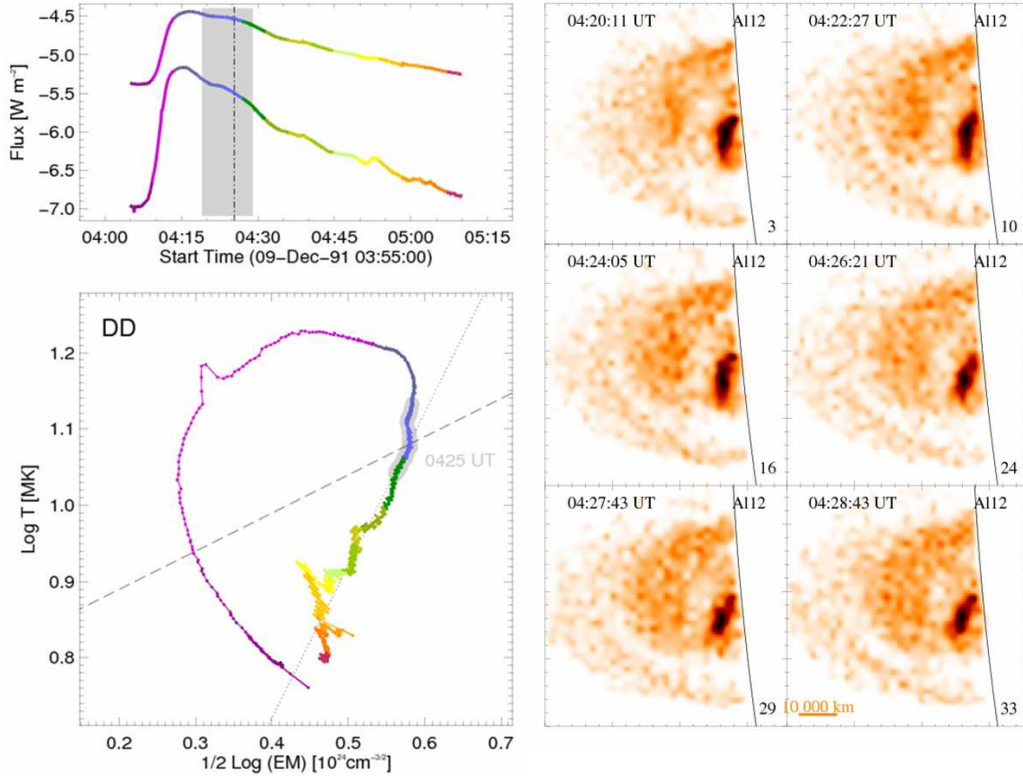 −4.5
−5.0
−5.5
−6.0
−6.5
−7.0
Flux [W m⁻²]
04:00 04:15 04:30 04:45 05:00 05:15
Start Time (09−Dec−91 03:55:00)
DD
1.2
1.1
1.0
0.9
0.8
Log T [MK]
0425 UT
0.2 0.3 0.4 0.5 0.6 0.7
1/2 Log (EM) [10²⁴cm⁻³ᐟ²]
04:20:11 UT Al12
3
04:22:27 UT Al12
10
04:24:05 UT Al12
16
04:26:21 UT Al12
24
04:27:43 UT Al12
29
04:28:43 UT Al12
10 000 km
33